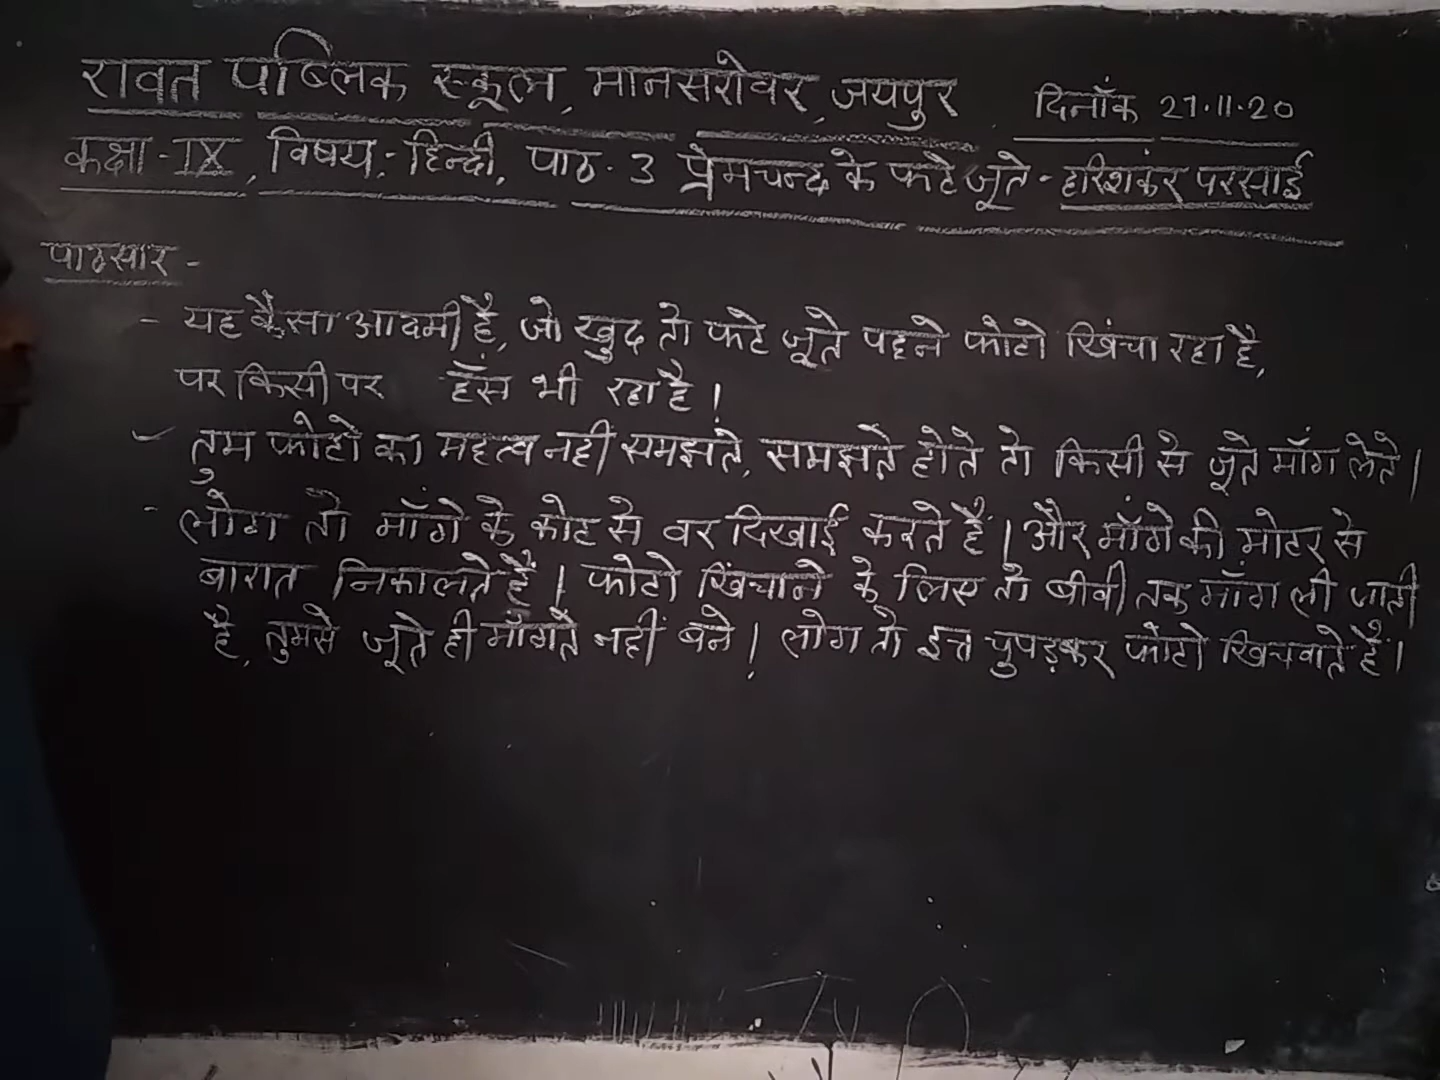 रावत पब्लिक स्कूल, मानसरोवर, जयपुर दिनाँक 27.11.20
कक्षा-IX, विषय:- हिन्दी, पाठ-3 प्रेमचन्द के फटे जूते - हरिशंकर परसाई
पाठसार -
- यह कैसा आदमी है, जो खुद तो फटे जूते पहने फोटो खिंचा रहा है,
पर किसी पर हँस भी रहा है!
- तुम फोटो का महत्व नहीं समझते, समझते होते तो किसी से जूते माँग लेते।
- लोग तो माँगे के कोट से वर दिखाई करते हैं। और माँगे की मोटर से
बारात निकालते हैं। फोटो खिंचाने के लिए तो बीवी तक माँग ली जाती
है, तुमसे जूते ही माँगते नहीं बने! लोग तो इत्र चुपड़कर फोटो खिचवाते हैं।